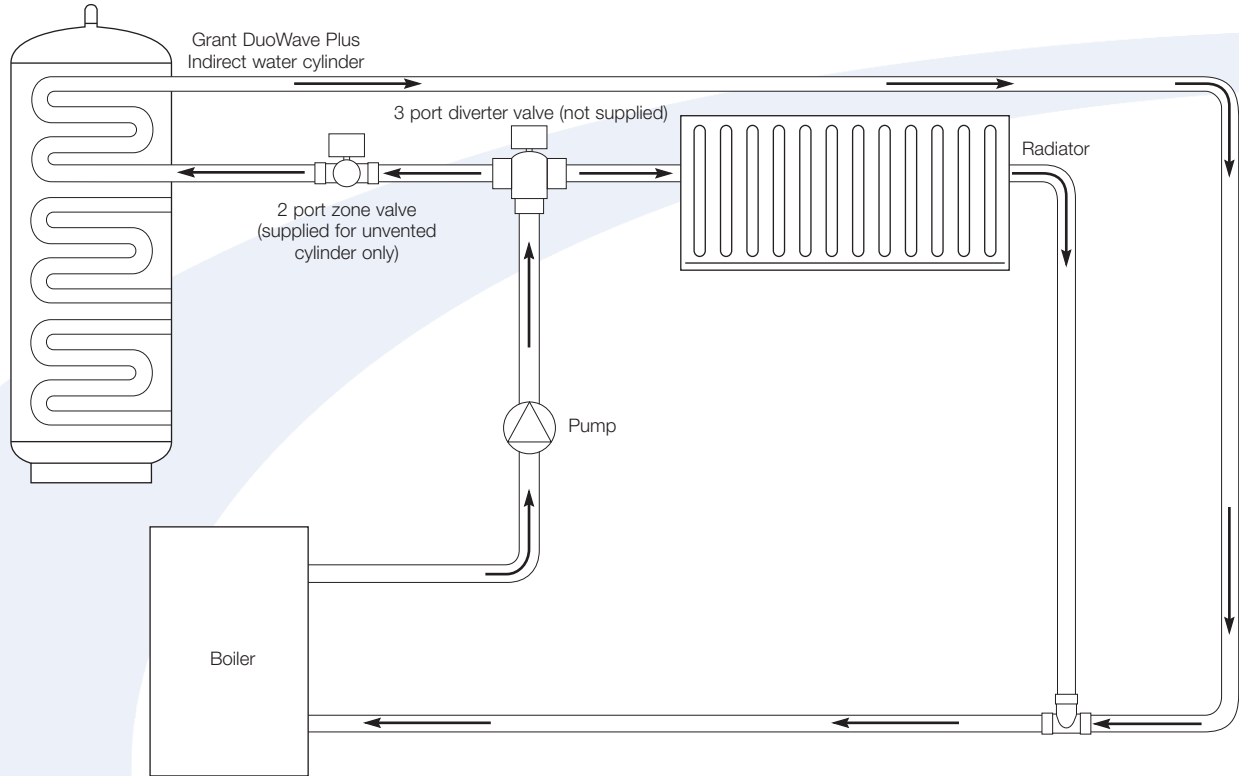 Grant DuoWave Plus
Indirect water cylinder
3 port diverter valve (not supplied)
Radiator
2 port zone valve
(supplied for unvented
cylinder only)
Pump
Boiler